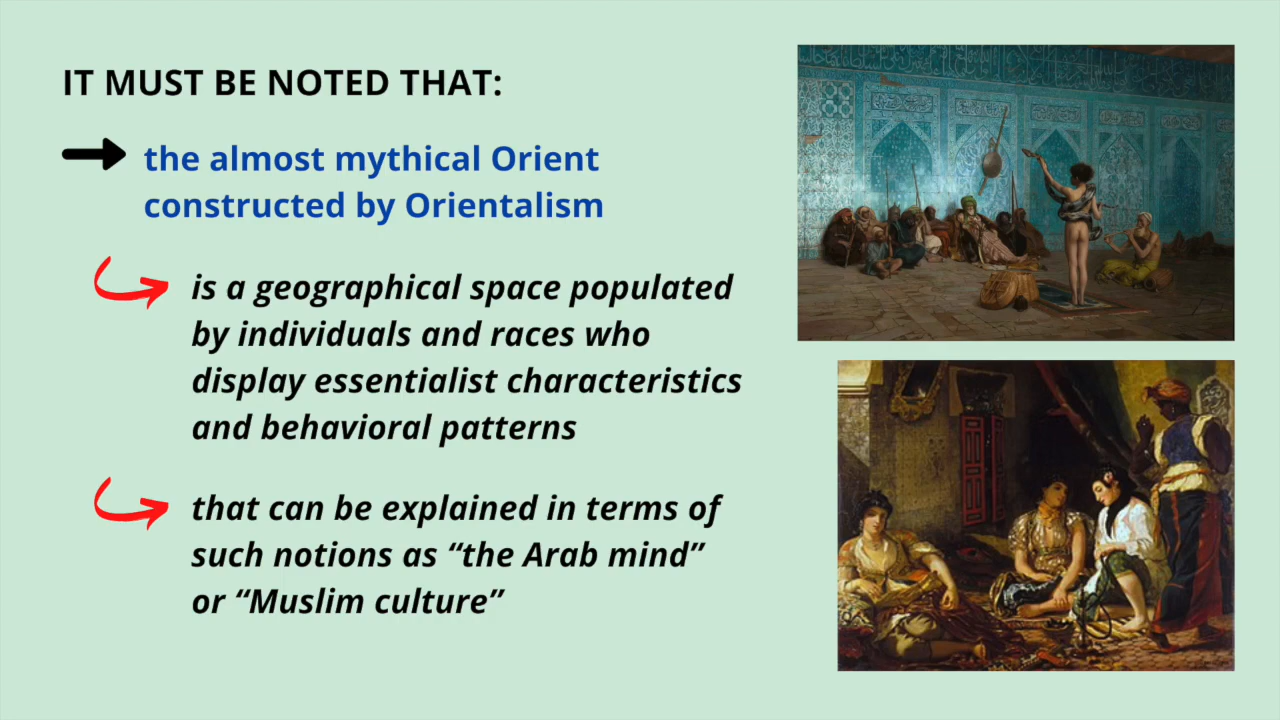 IT MUST BE NOTED THAT:
the almost mythical Orient
constructed by Orientalism
is a geographical space populated
by individuals and races who
display essentialist characteristics
and behavioral patterns
that can be explained in terms of
such notions as “the Arab mind”
or “Muslim culture”